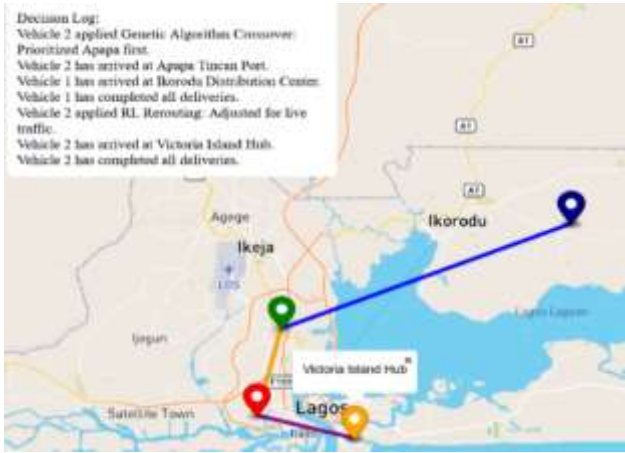 Decision Log:
Vehicle 2 applied Genetic Algorithm Crossover:
Prioritized Apapa first.
Vehicle 2 has arrived at Apapa Tincan Port.
Vehicle 1 has arrived at Ikorodu Distribution Center.
Vehicle 1 has completed all deliveries.
Vehicle 2 applied RL Rerouting: Adjusted for live
traffic.
Vehicle 2 has arrived at Victoria Island Hub.
Vehicle 2 has completed all deliveries.
A1
A1
A1
Agege
Ikorodu
Ikeja
LOS
Lagos Lagoon
Ijegun
Victoria Island Hub
×
Satellite Town
Lagos